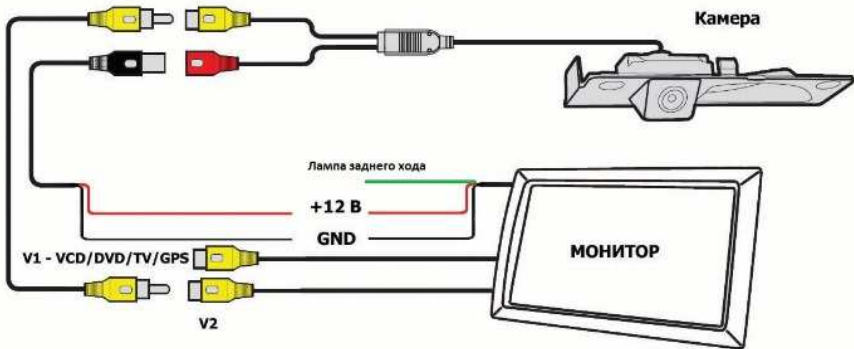 Камера
Лампа заднего хода
+12 В
GND
V1 - VCD/DVD/TV/GPS
МОНИТОР
V2